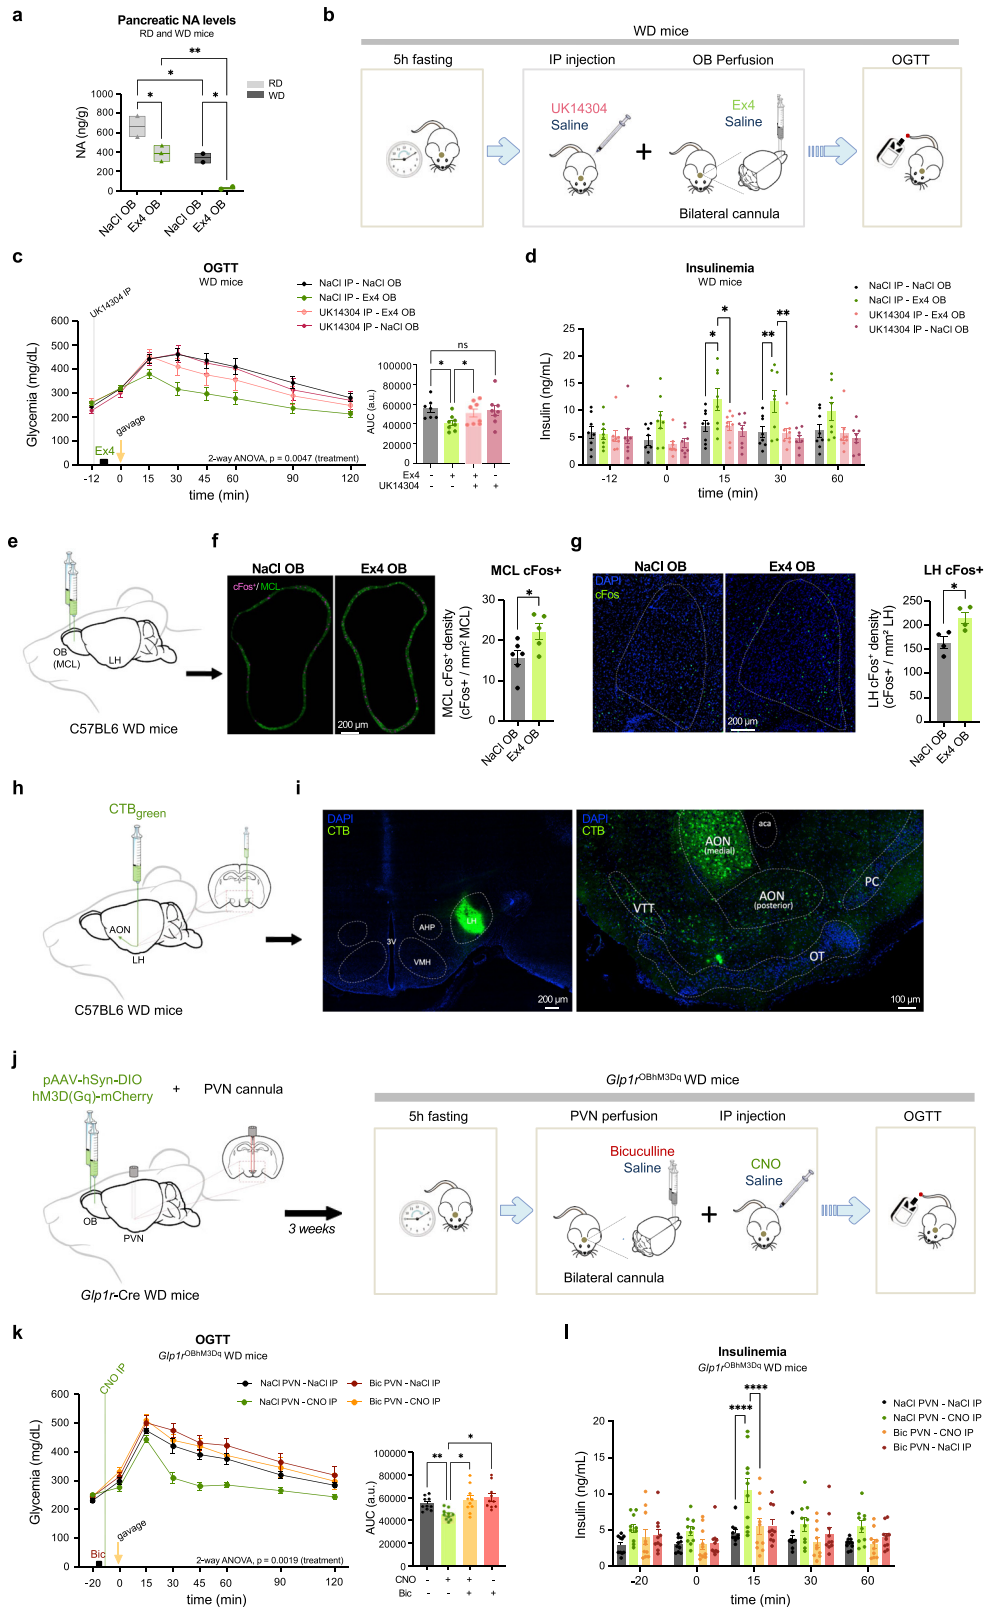 a
Pancreatic NA levels
RD and WD mice
**
*
*
*
RD
WD
NA (ng/g)
1000
800
600
400
200
0
NaCl OB
Ex4 OB
NaCl OB
Ex4 OB
b
WD mice
5h fasting
IP injection
OB Perfusion
OGTT
UK14304
Saline
+
Ex4
Saline
Bilateral cannula
c
OGTT
WD mice
NaCl IP - NaCl OB
NaCl IP - Ex4 OB
UK14304 IP - Ex4 OB
UK14304 IP - NaCl OB
UK14304 IP
Glycemia (mg/dL)
600
500
400
300
200
100
0
Ex4
gavage
2-way ANOVA, p = 0.0047 (treatment)
-12 0 15 30 45 60 90 120
time (min)
ns
* *
AUC (a.u.)
100000
80000
60000
40000
20000
0
Ex4 - + + -
UK14304 - - + +
d
Insulinemia
WD mice
NaCl IP - NaCl OB
NaCl IP - Ex4 OB
UK14304 IP - Ex4 OB
UK14304 IP - NaCl OB
Insulin (ng/mL)
25
20
15
10
5
0
* *
** **
-12 0 15 30 60
time (min)
e
OB
(MCL)
LH
C57BL6 WD mice
f
NaCl OB
Ex4 OB
cFos+/ MCL
200 µm
MCL cFos+
*
MCL cFos+ density
(cFos+ / mm² MCL)
30
20
10
0
NaCl OB
Ex4 OB
g
NaCl OB
Ex4 OB
DAPI
cFos
200 µm
LH cFos+
*
LH cFos+ density
(cFos+ / mm² LH)
250
200
150
100
50
0
NaCl OB
Ex4 OB
h
CTBgreen
AON
LH
C57BL6 WD mice
i
DAPI
CTB
LH
AHP
3V
VMH
200 µm
DAPI
CTB
aca
AON
(medial)
AON
(posterior)
PC
VTT
OT
100 µm
j
pAAV-hSyn-DIO
hM3D(Gq)-mCherry
+
PVN cannula
OB
PVN
Glp1r-Cre WD mice
3 weeks
Glp1rOBhM3Dq WD mice
5h fasting
PVN perfusion
IP injection
OGTT
Bicuculline
Saline
+
CNO
Saline
Bilateral cannula
k
OGTT
Glp1rOBhM3Dq WD mice
NaCl PVN - NaCl IP
NaCl PVN - CNO IP
Bic PVN - NaCl IP
Bic PVN - CNO IP
CNO IP
Glycemia (mg/dL)
600
500
400
300
200
100
0
Bic
gavage
2-way ANOVA, p = 0.0019 (treatment)
-20 0 15 30 45 60 90 120
time (min)
*
** *
AUC (a.u.)
100000
80000
60000
40000
20000
0
CNO - + + -
Bic - - + +
l
Insulinemia
Glp1rOBhM3Dq WD mice
NaCl PVN - NaCl IP
NaCl PVN - CNO IP
Bic PVN - CNO IP
Bic PVN - NaCl IP
Insulin (ng/mL)
20
15
10
5
0
****
****
-20 0 15 30 60
time (min)